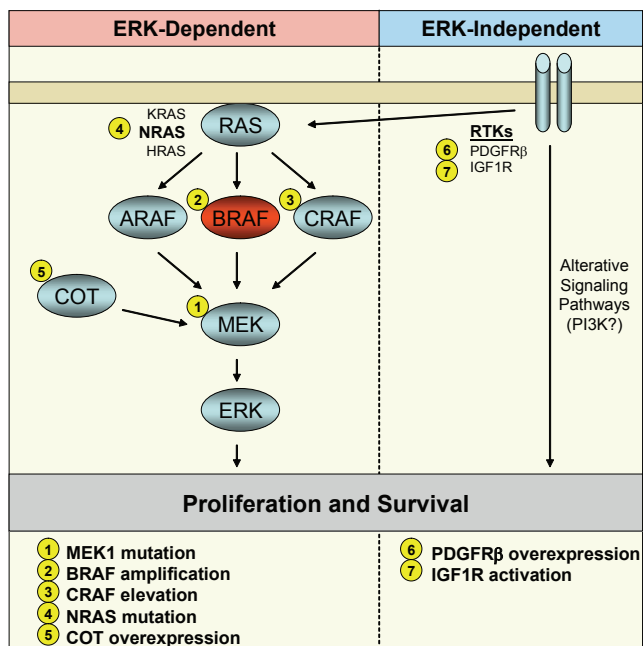 ERK-Dependent
ERK-Independent
KRAS
4 NRAS
HRAS
RAS
RTKs
6 PDGFRβ
7 IGF1R
ARAF
2 BRAF
3 CRAF
5 COT
1 MEK
Alterative
Signaling
Pathways
(PI3K?)
ERK
Proliferation and Survival
1 MEK1 mutation
2 BRAF amplification
3 CRAF elevation
4 NRAS mutation
5 COT overexpression
6 PDGFRβ overexpression
7 IGF1R activation